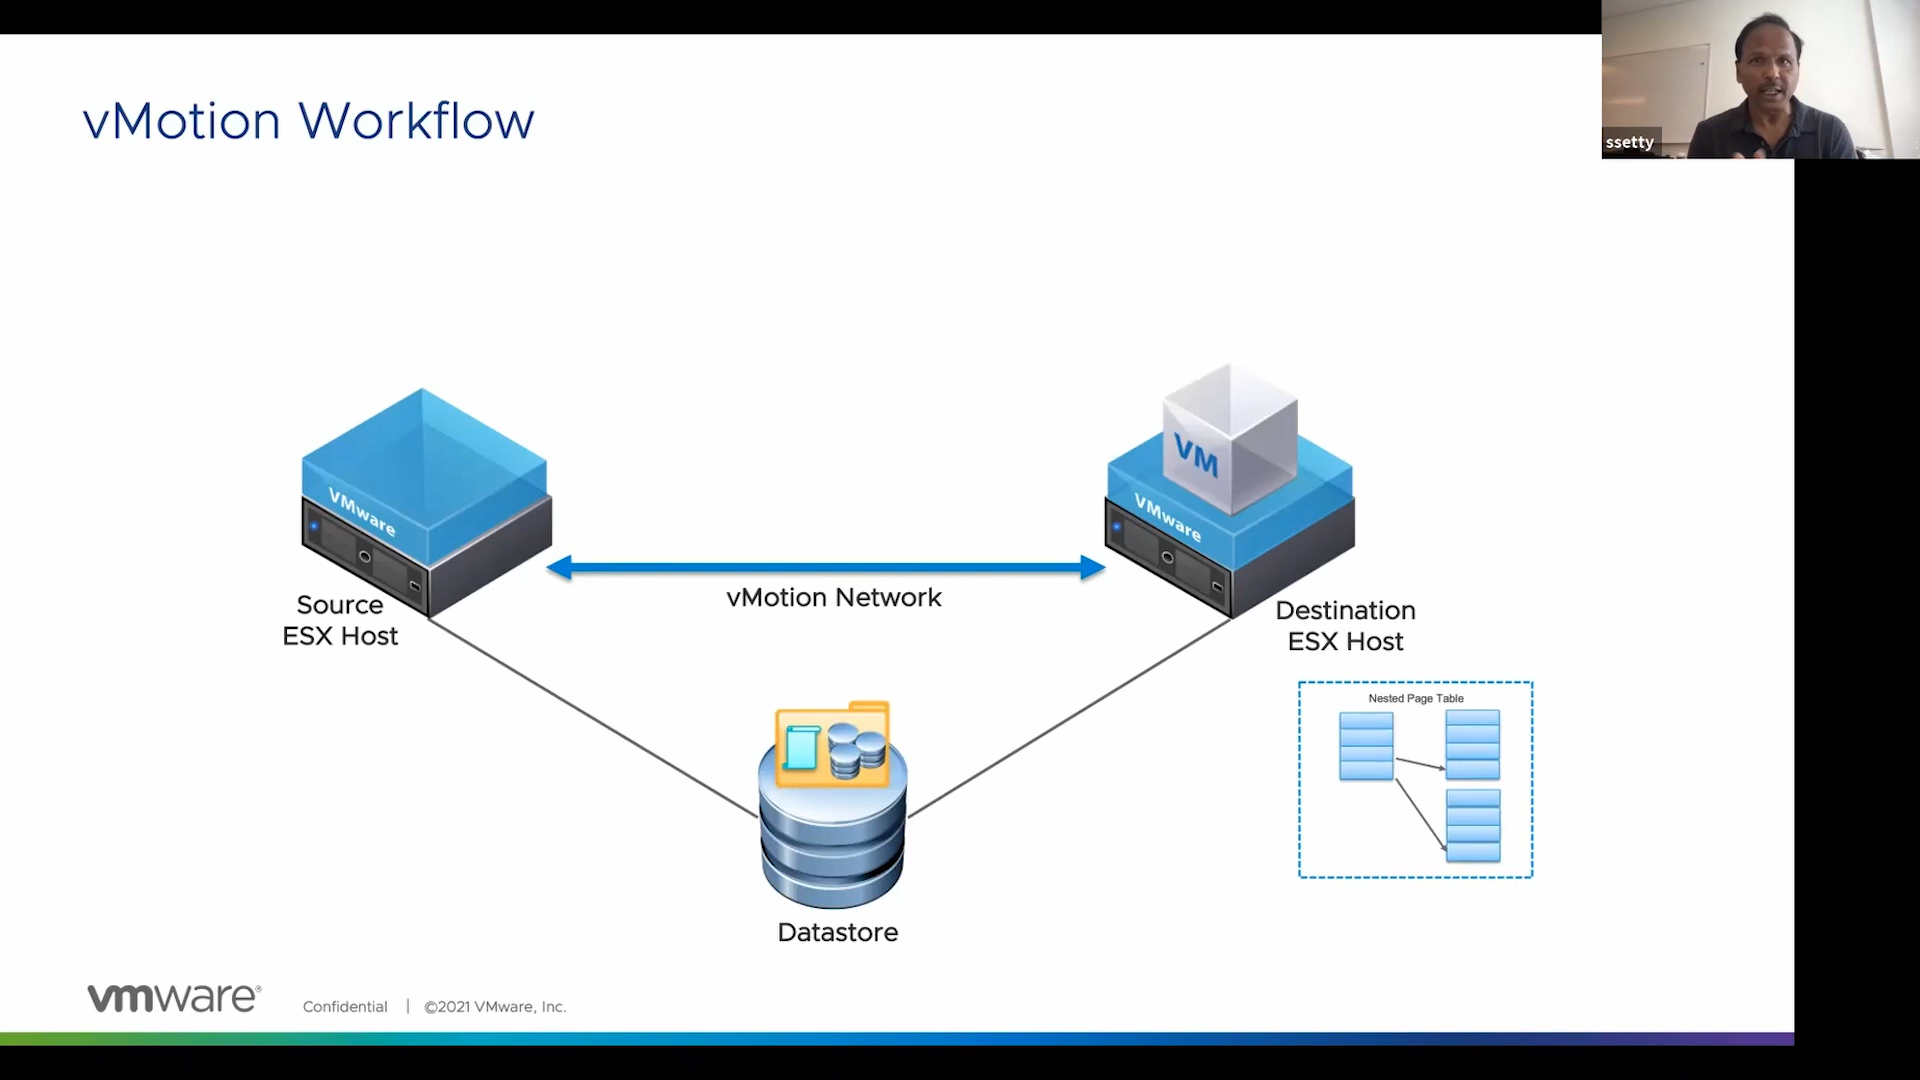 vMotion Workflow
ssetty
VMware
VM
VMware
vMotion Network
Source
ESX Host
Destination
ESX Host
Nested Page Table
Datastore
vmware®
Confidential | ©2021 VMware, Inc.